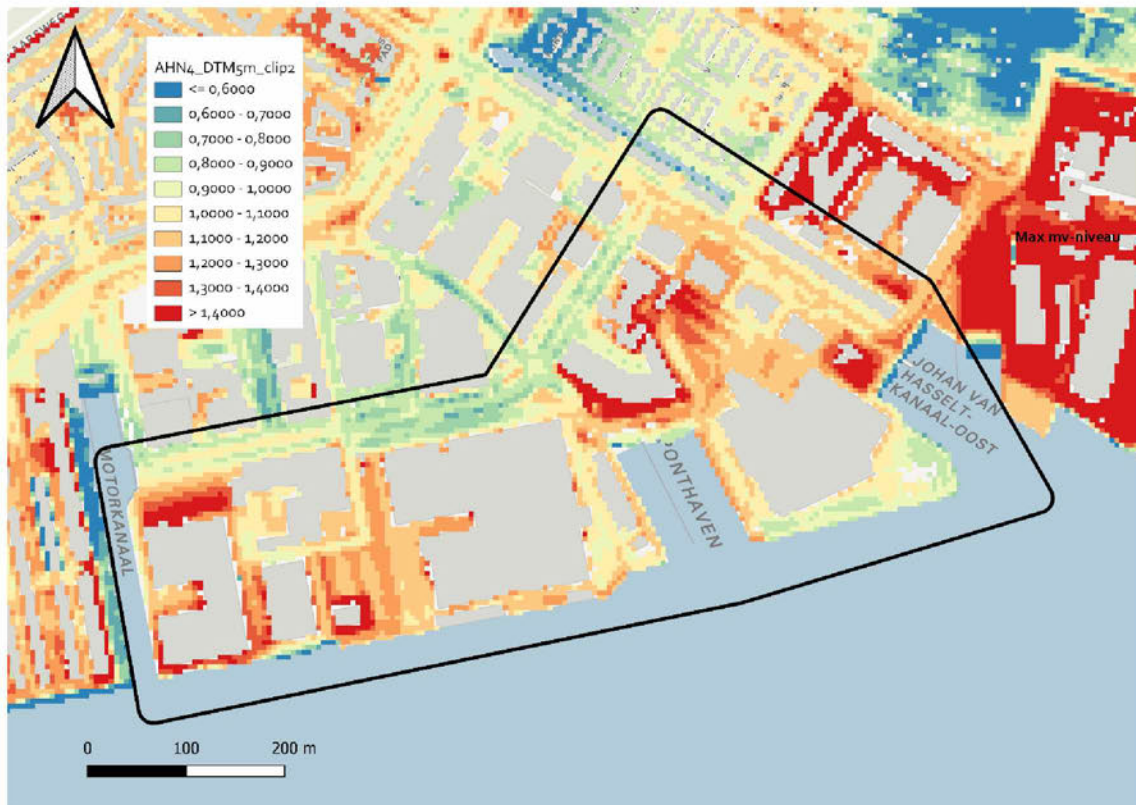 AHN4_DTM5m_clip2
<= 0,6000
0,6000 - 0,7000
0,7000 - 0,8000
0,8000 - 0,9000
0,9000 - 1,0000
1,0000 - 1,1000
1,1000 - 1,2000
1,2000 - 1,3000
1,3000 - 1,4000
> 1,4000
Max mv-niveau
JOHAN VAN
HASSELT-
KANAAL-OOST
PONTHAVEN
MOTORKANAAL
0 100 200 m